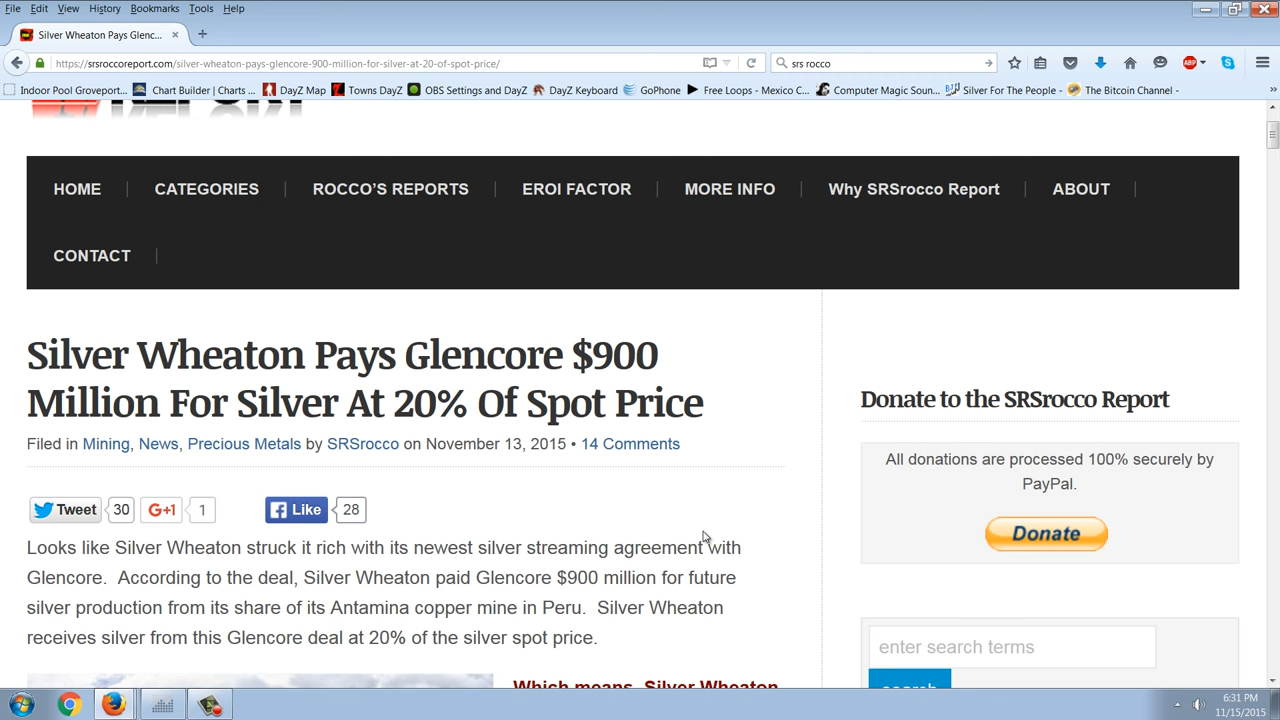 File Edit View History Bookmarks Tools Help
Silver Wheaton Pays Glenc... × +
https://srsroccoreport.com/silver-wheaton-pays-glencore-900-million-for-silver-at-20-of-spot-price/ srs rocco
Indoor Pool Groveport... Chart Builder | Charts ... DayZ Map Towns DayZ OBS Settings and DayZ DayZ Keyboard GoPhone Free Loops - Mexico C... Computer Magic Soun... Silver For The People - ... The Bitcoin Channel - ...
HOME CATEGORIES ROCCO'S REPORTS EROI FACTOR MORE INFO Why SRSrocco Report ABOUT
CONTACT
Silver Wheaton Pays Glencore $900
Million For Silver At 20% Of Spot Price
Filed in Mining, News, Precious Metals by SRSrocco on November 13, 2015 • 14 Comments
Tweet 30 G+1 1 Like 28
Looks like Silver Wheaton struck it rich with its newest silver streaming agreement with
Glencore. According to the deal, Silver Wheaton paid Glencore $900 million for future
silver production from its share of its Antamina copper mine in Peru. Silver Wheaton
receives silver from this Glencore deal at 20% of the silver spot price.
Which means, Silver Wheaton
Donate to the SRSrocco Report
All donations are processed 100% securely by
PayPal.
Donate
enter search terms
search
6:31 PM
11/15/2015